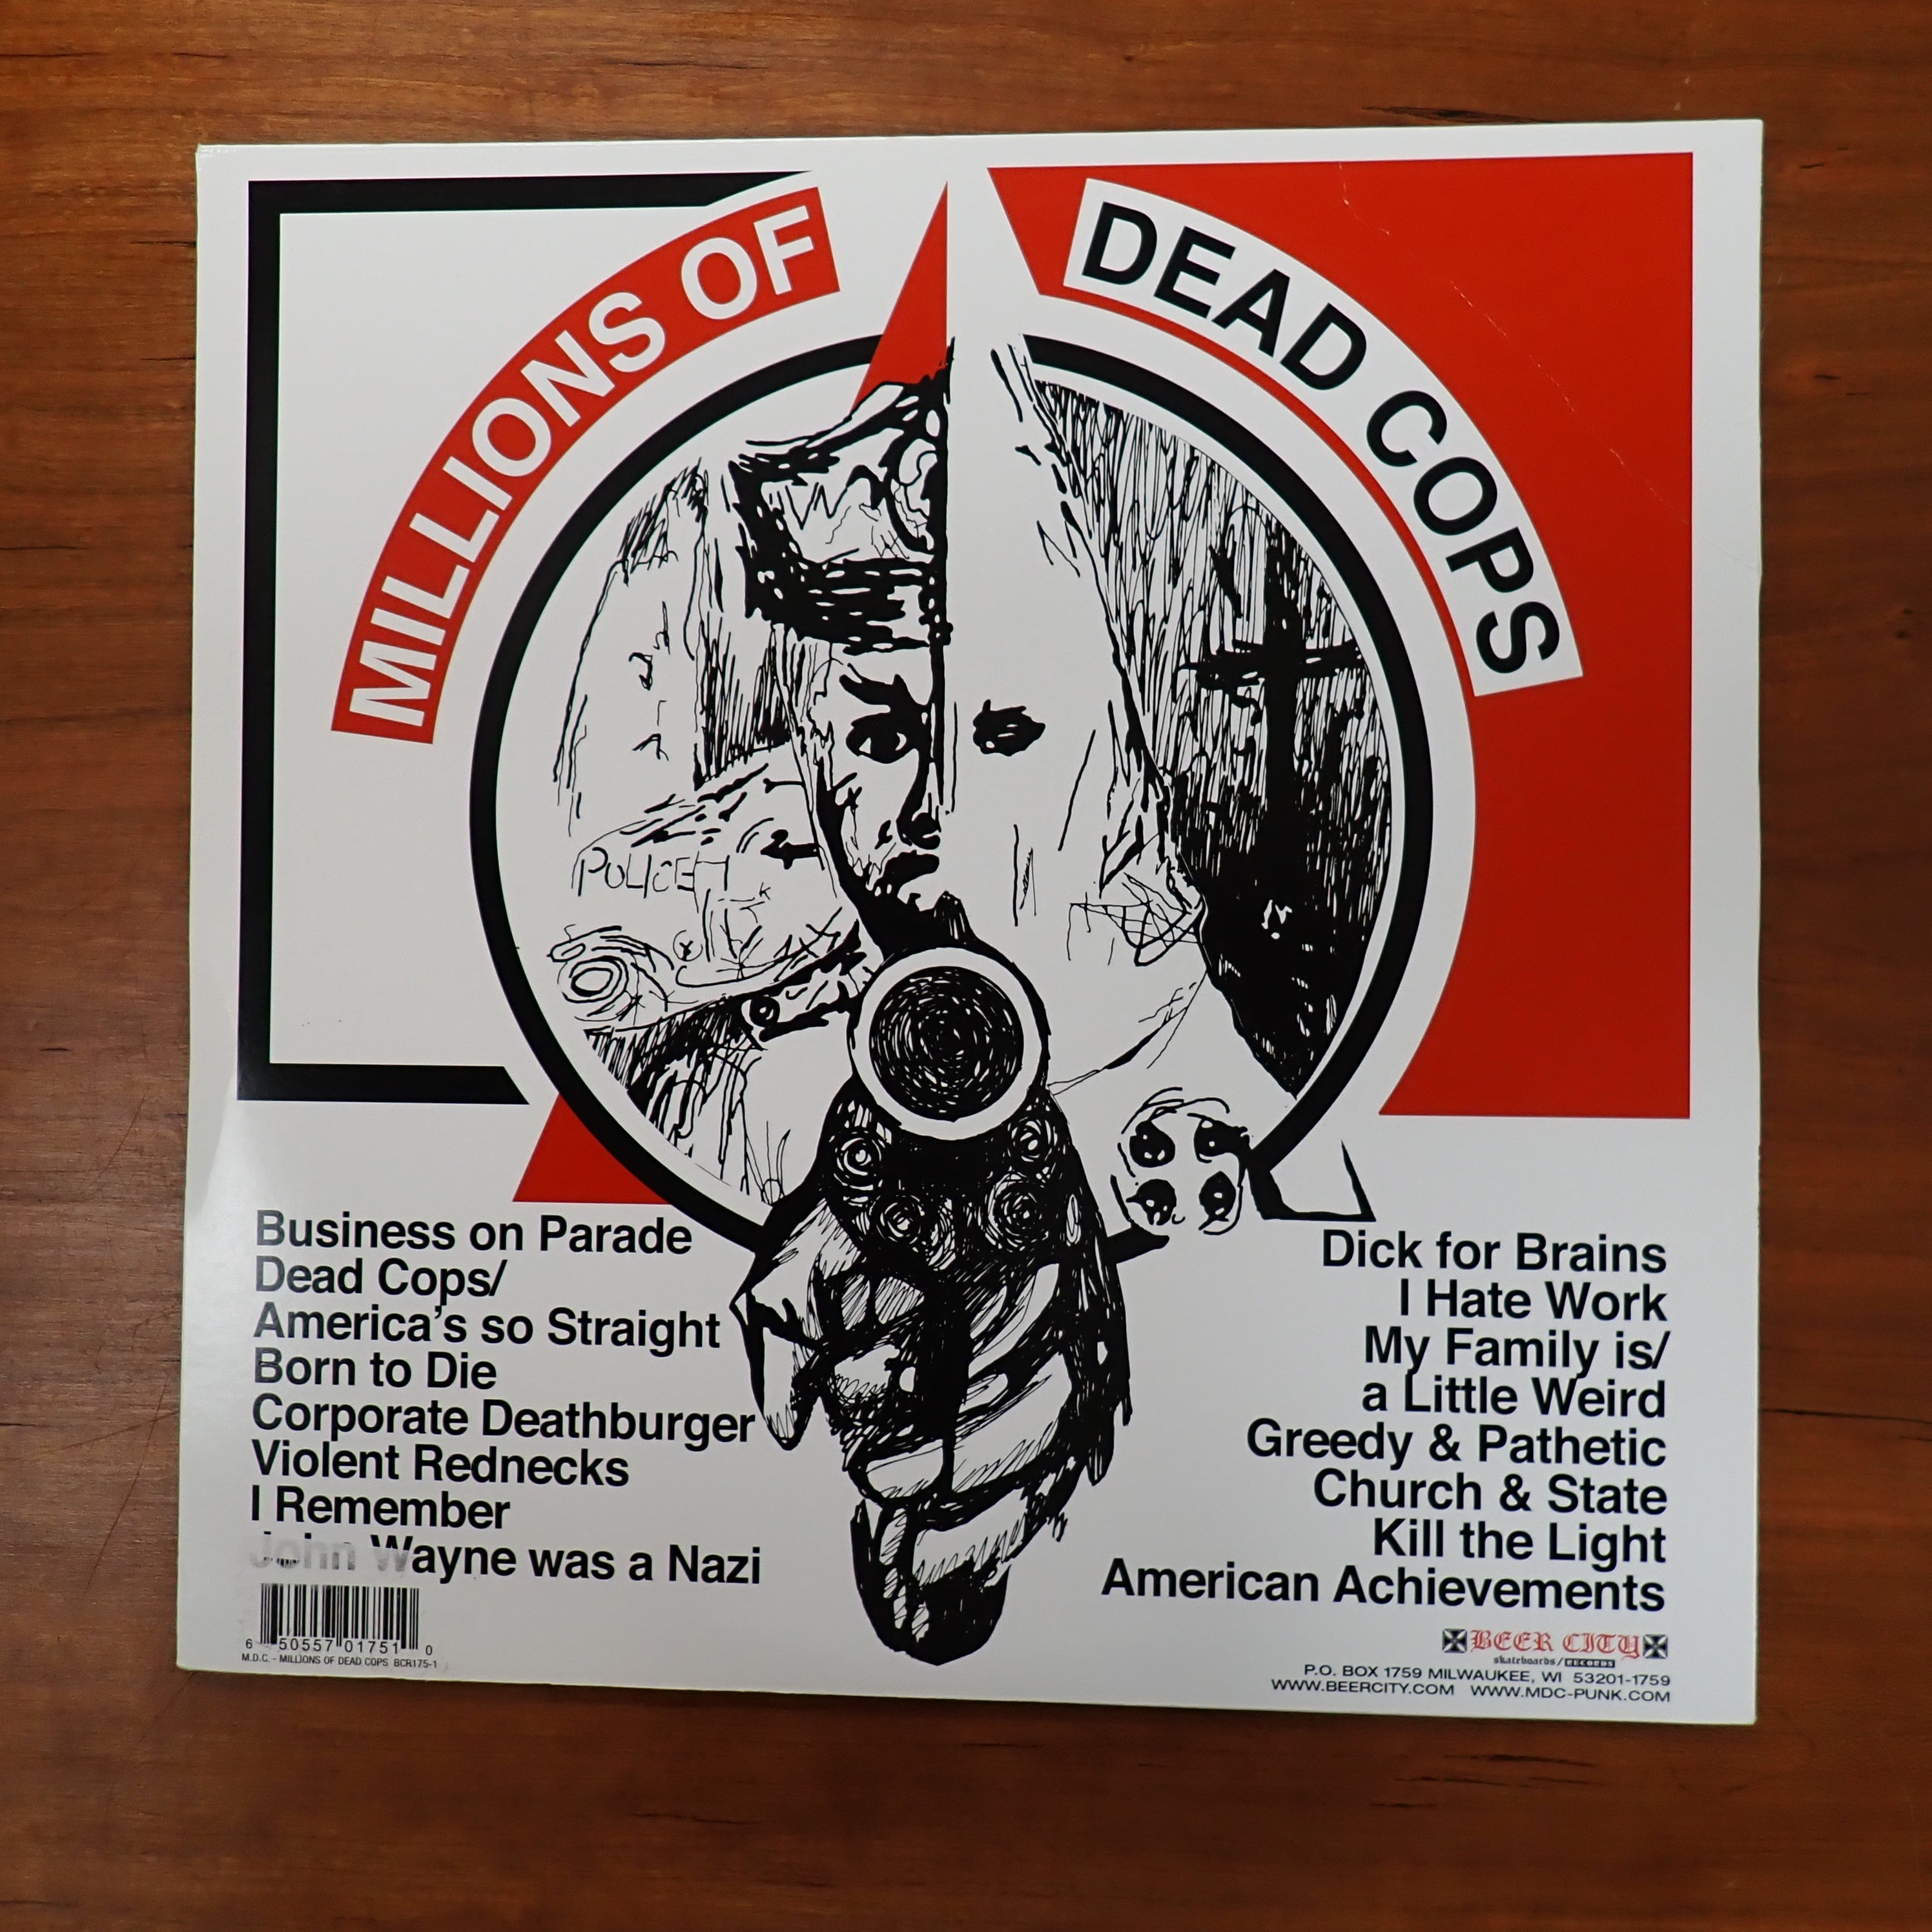 MILLIONS OF
DEAD COPS
POLICE
Business on Parade
Dead Cops/
America's so Straight
Born to Die
Corporate Deathburger
Violent Rednecks
I Remember
John Wayne was a Nazi
6 50557 01751 0
M.D.C. - MILLIONS OF DEAD COPS BCR175-1
Dick for Brains
I Hate Work
My Family is/
a Little Weird
Greedy & Pathetic
Church & State
Kill the Light
American Achievements
BEER CITY
skateboards/RECORDS
P.O. BOX 1759 MILWAUKEE, WI 53201-1759
WWW.BEERCITY.COM WWW.MDC-PUNK.COM